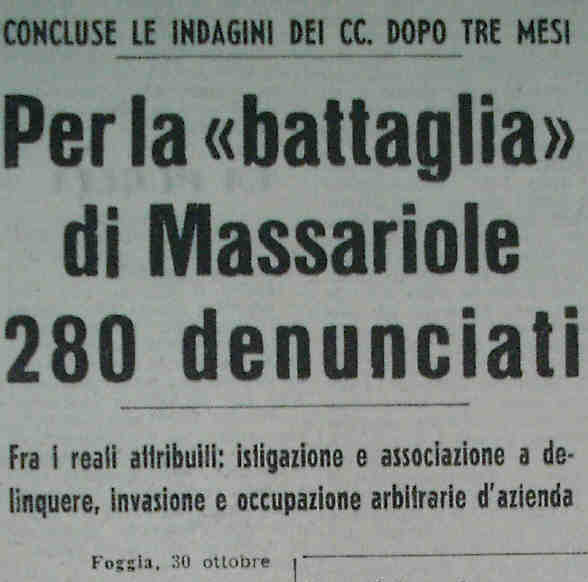 CONCLUSE LE INDAGINI DEI CC. DOPO TRE MESI
Per la «battaglia»
di Massariole
280 denunciati
Fra i reati attribuiti: istigazione e associazione a de-
linquere, invasione e occupazione arbitrarie d'azienda
Foggia, 30 ottobre